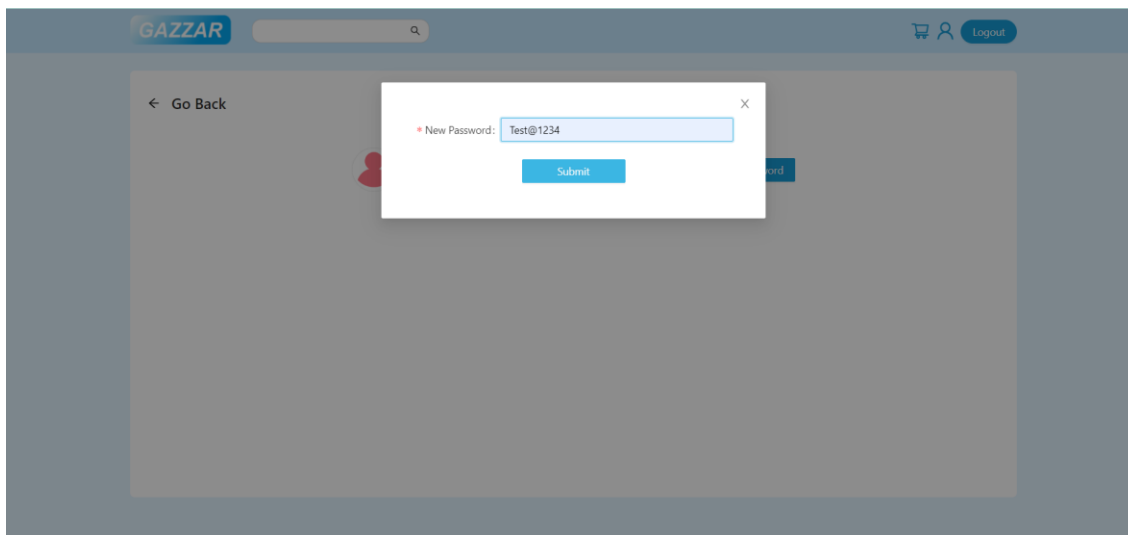 GAZZAR
Logout
Go Back
X
* New Password:
Test@1234
Submit